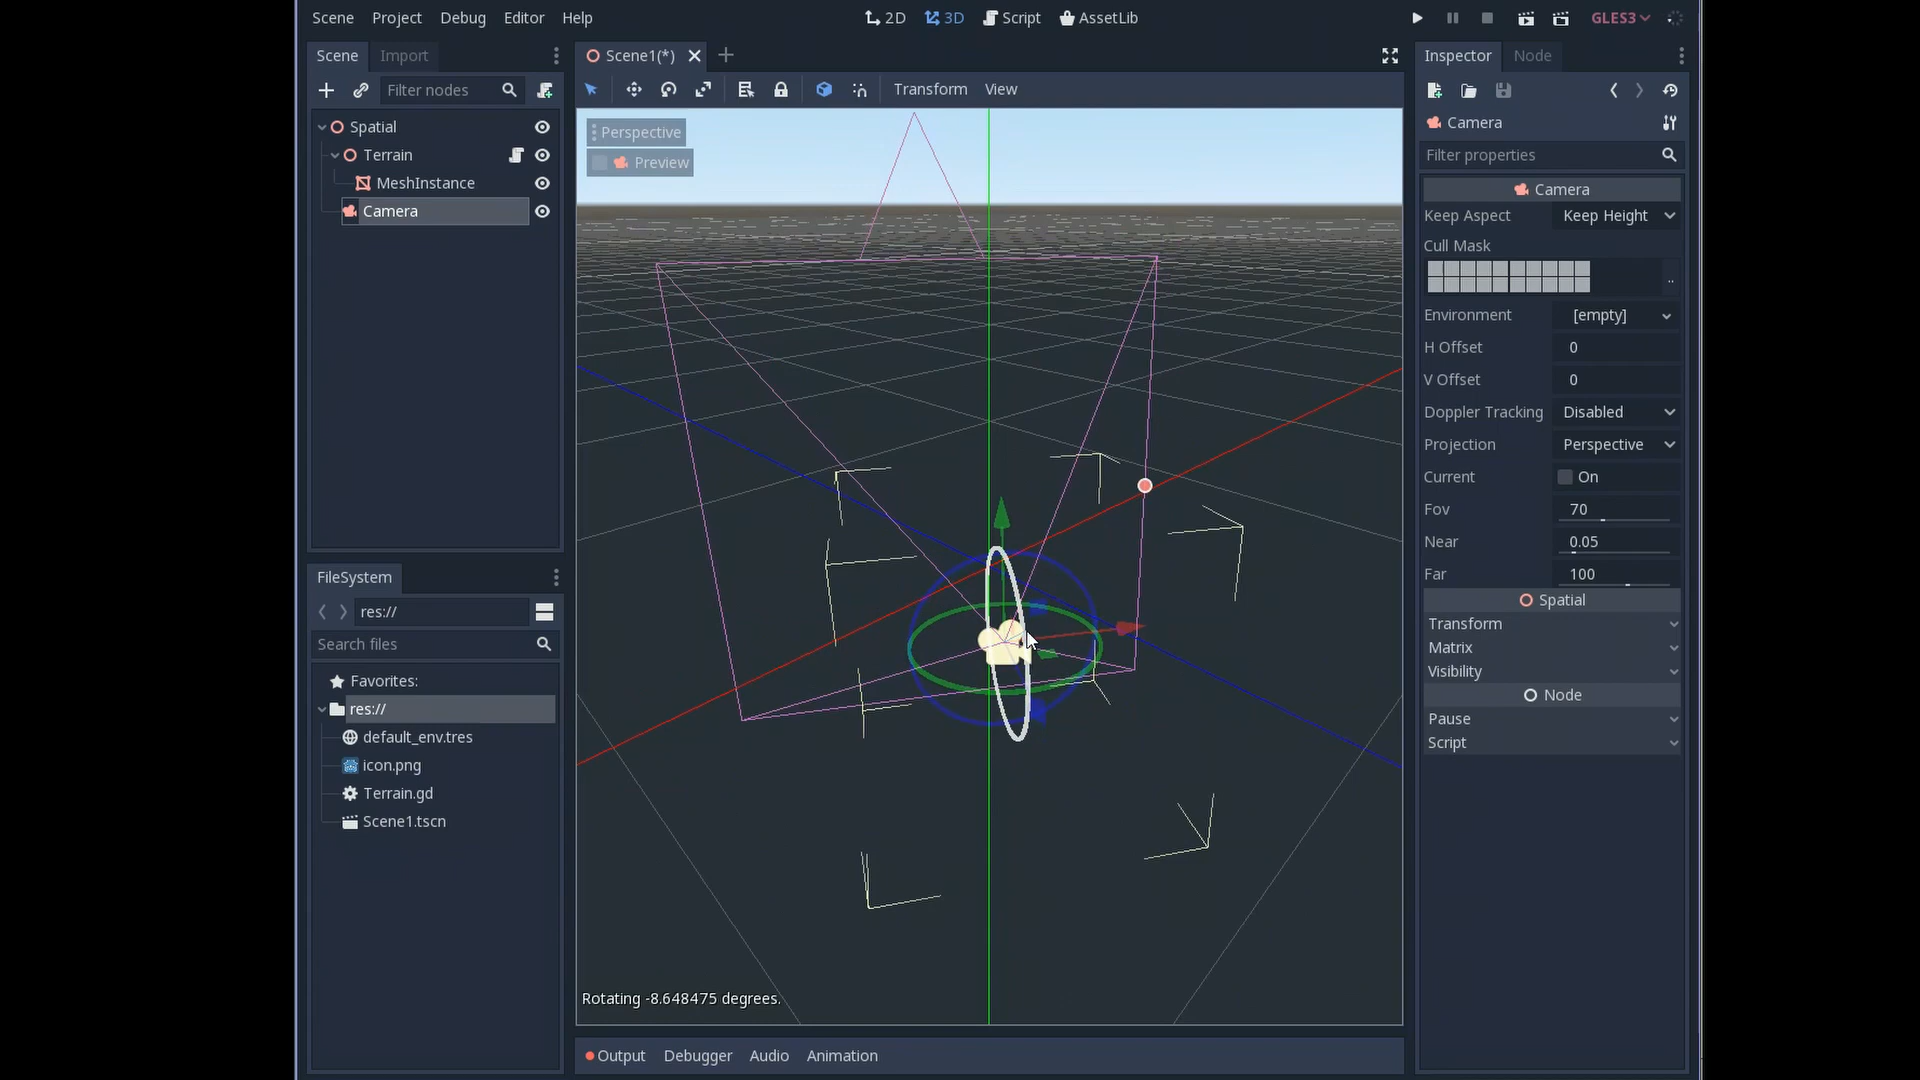 Scene Project Debug Editor Help
2D 3D Script AssetLib
GLES3
Scene Import
Filter nodes
Spatial
Terrain
MeshInstance
Camera
FileSystem
res://
Search files
Favorites:
res://
default_env.tres
icon.png
Terrain.gd
Scene1.tscn
Scene1(*)
Transform View
Perspective
Preview
Rotating -8.648475 degrees.
Output Debugger Audio Animation
Inspector Node
Camera
Filter properties
Camera
Keep Aspect Keep Height
Cull Mask
..
Environment [empty]
H Offset 0
V Offset 0
Doppler Tracking Disabled
Projection Perspective
Current On
Fov 70
Near 0.05
Far 100
Spatial
Transform
Matrix
Visibility
Node
Pause
Script